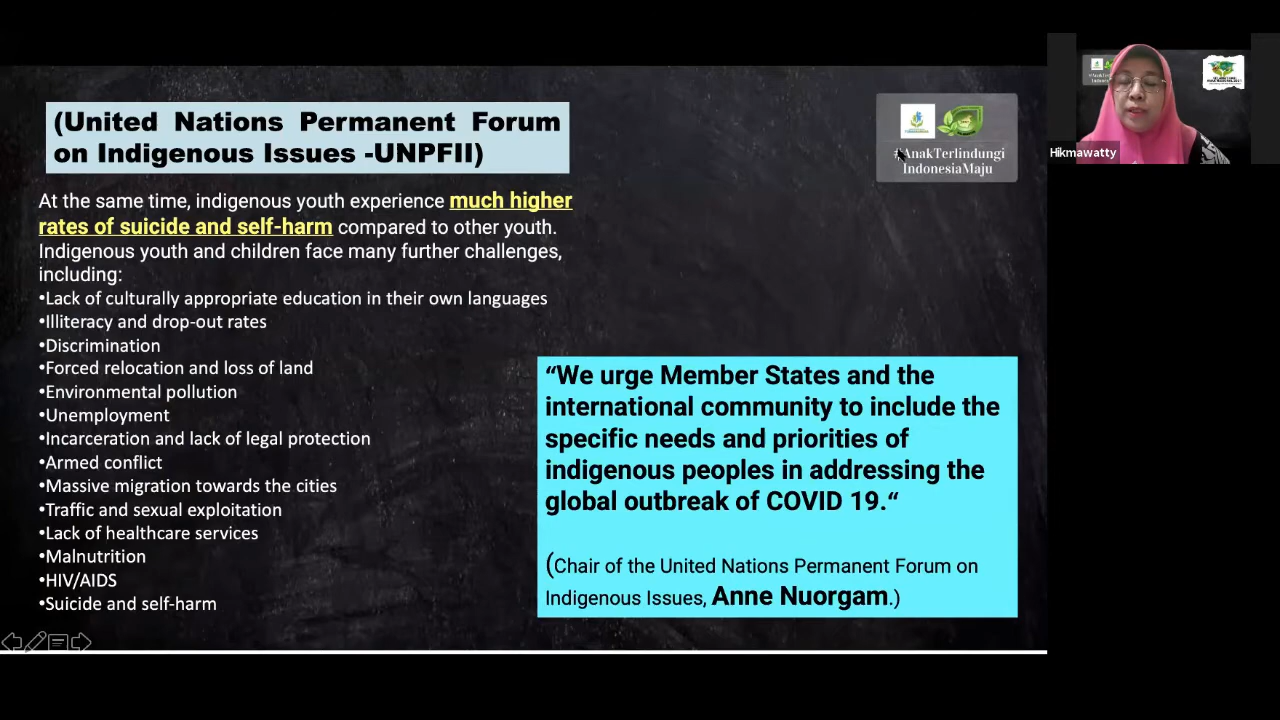 (United Nations Permanent Forum
on Indigenous Issues -UNPFII)
At the same time, indigenous youth experience much higher
rates of suicide and self-harm compared to other youth.
Indigenous youth and children face many further challenges,
including:
•Lack of culturally appropriate education in their own languages
•Illiteracy and drop-out rates
•Discrimination
•Forced relocation and loss of land
•Environmental pollution
•Unemployment
•Incarceration and lack of legal protection
•Armed conflict
•Massive migration towards the cities
•Traffic and sexual exploitation
•Lack of healthcare services
•Malnutrition
•HIV/AIDS
•Suicide and self-harm
#AnakTerlindungi
IndonesiaMaju
“We urge Member States and the
international community to include the
specific needs and priorities of
indigenous peoples in addressing the
global outbreak of COVID 19.“
(Chair of the United Nations Permanent Forum on
Indigenous Issues, Anne Nuorgam.)
Hikmawatty